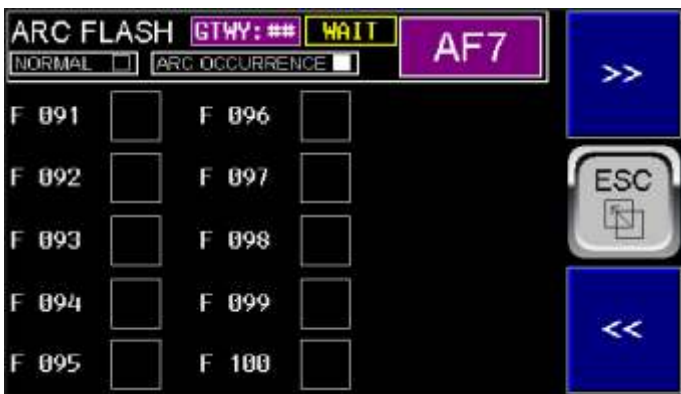 ARC FLASH GTWY:## WAIT AF7
NORMAL ARC OCCURRENCE
>>
F 091 F 096
F 092 F 097
ESC
F 093 F 098
F 094 F 099
<<
F 095 F 100